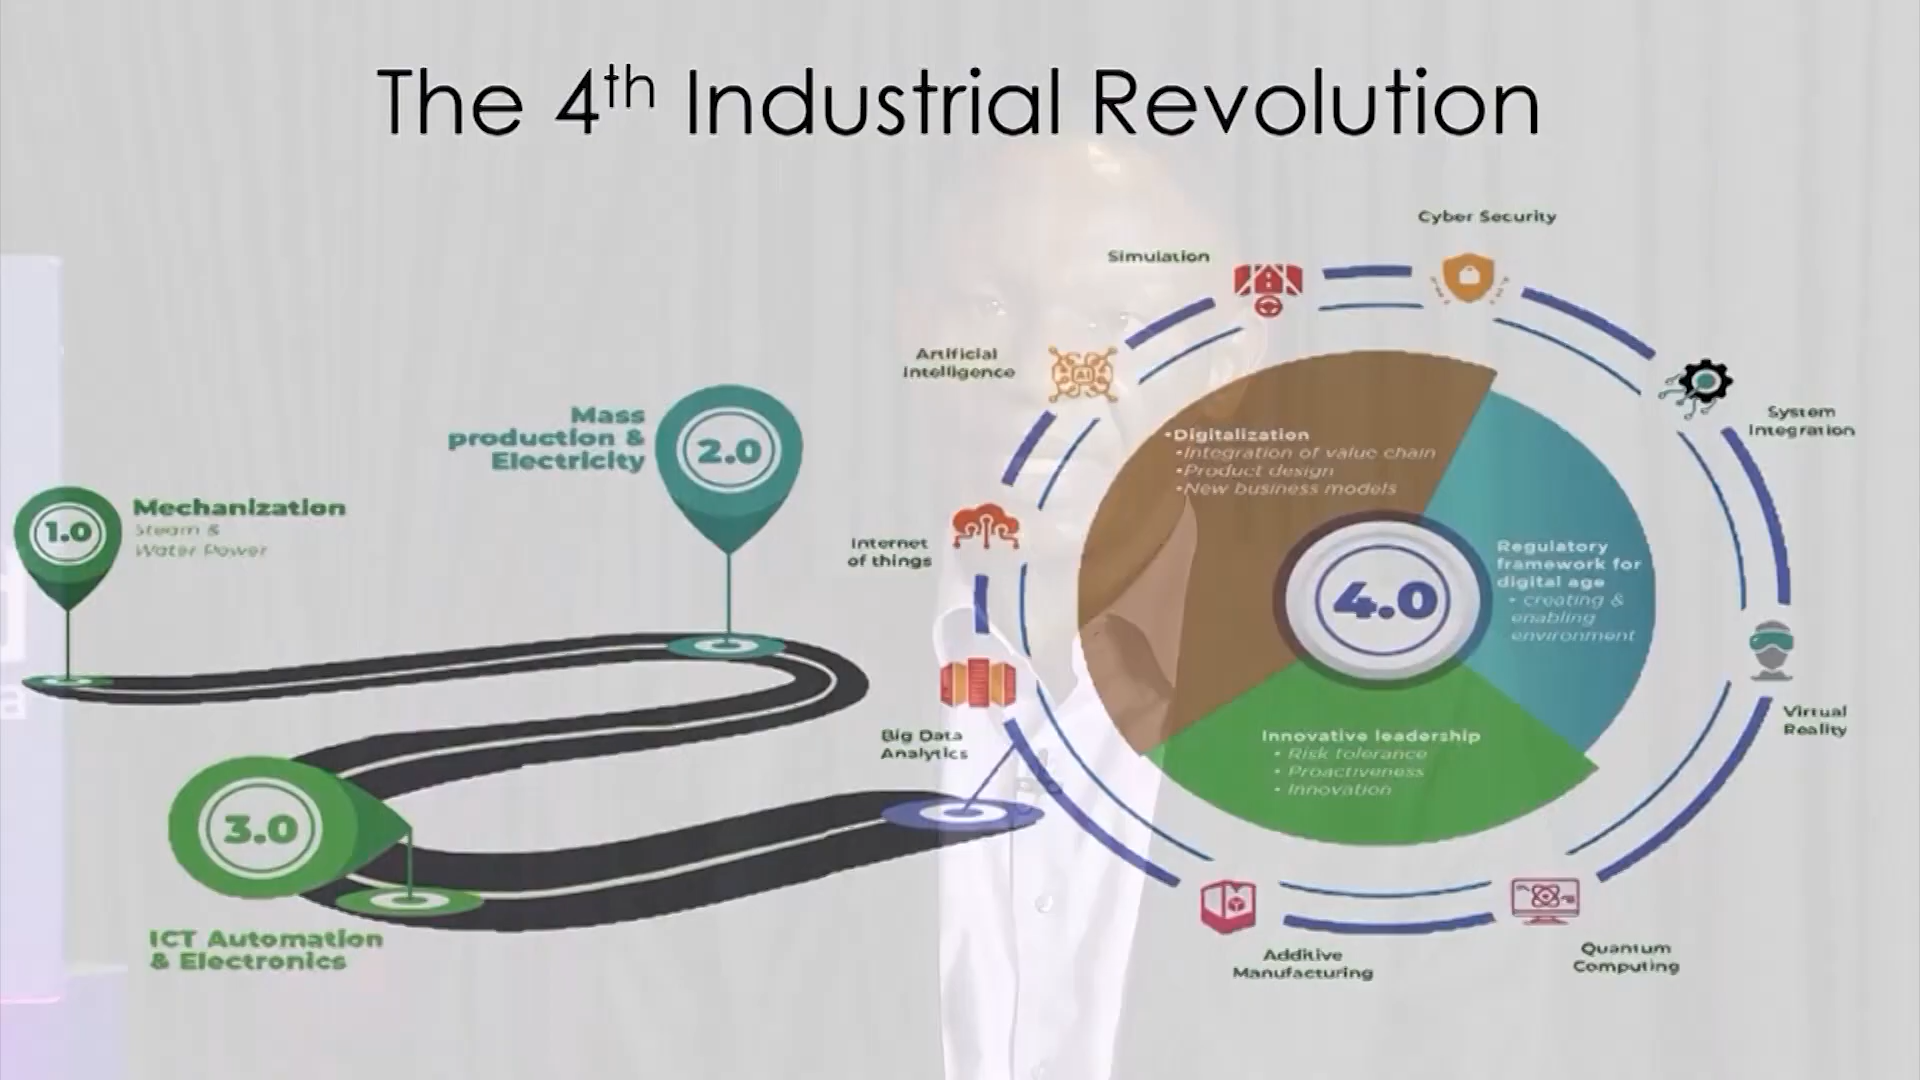 The 4th Industrial Revolution
1.0
Mechanization
Steam &
Water Power
Mass
production &
Electricity
2.0
3.0
ICT Automation
& Electronics
Cyber Security
Simulation
Artificial
Intelligence
AI
System
Integration
Internet
of things
Virtual
Reality
Big Data
Analytics
Quantum
Computing
Additive
Manufacturing
•Digitalization
•Integration of value chain
•Product design
•New business models
4.0
Regulatory
framework for
digital age
• creating &
enabling
environment
Innovative leadership
• Risk tolerance
• Proactiveness
• Innovation